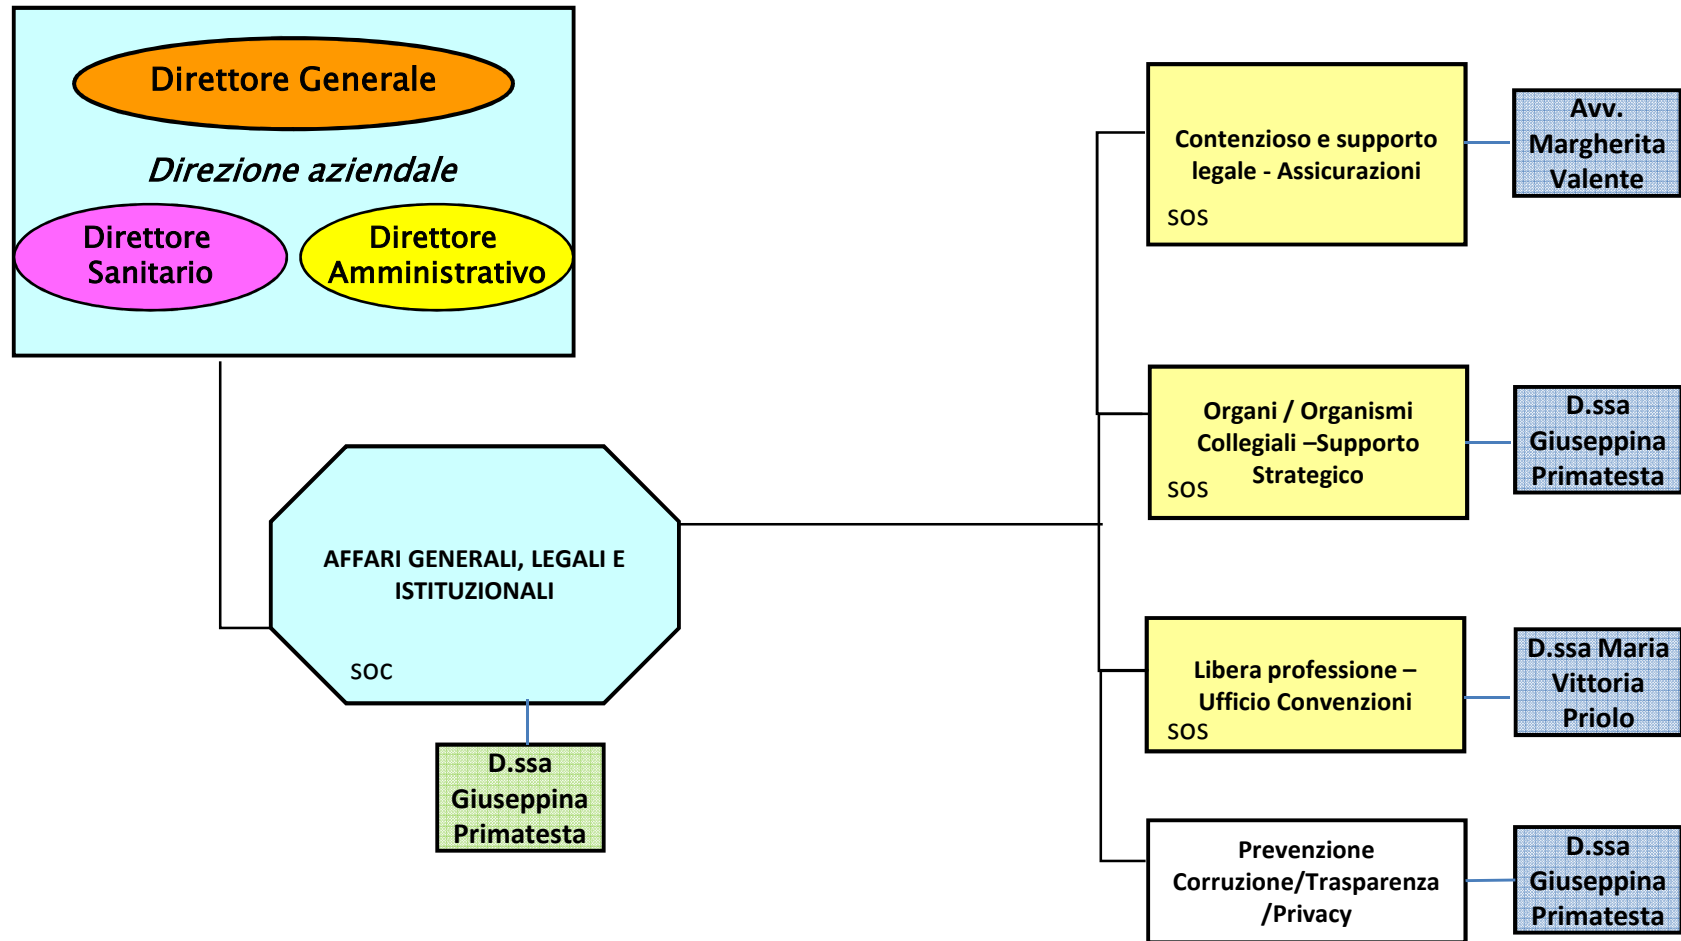 Direttore Generale
Direzione aziendale
Direttore
Sanitario
Direttore
Amministrativo
AFFARI GENERALI, LEGALI E
ISTITUZIONALI
SOC
D.ssa
Giuseppina
Primatesta
Contenzioso e supporto
legale - Assicurazioni
SOS
Avv.
Margherita
Valente
Organi / Organismi
Collegiali –Supporto
Strategico
SOS
D.ssa
Giuseppina
Primatesta
Libera professione –
Ufficio Convenzioni
SOS
D.ssa Maria
Vittoria
Priolo
Prevenzione
Corruzione/Trasparenza
/Privacy
D.ssa
Giuseppina
Primatesta